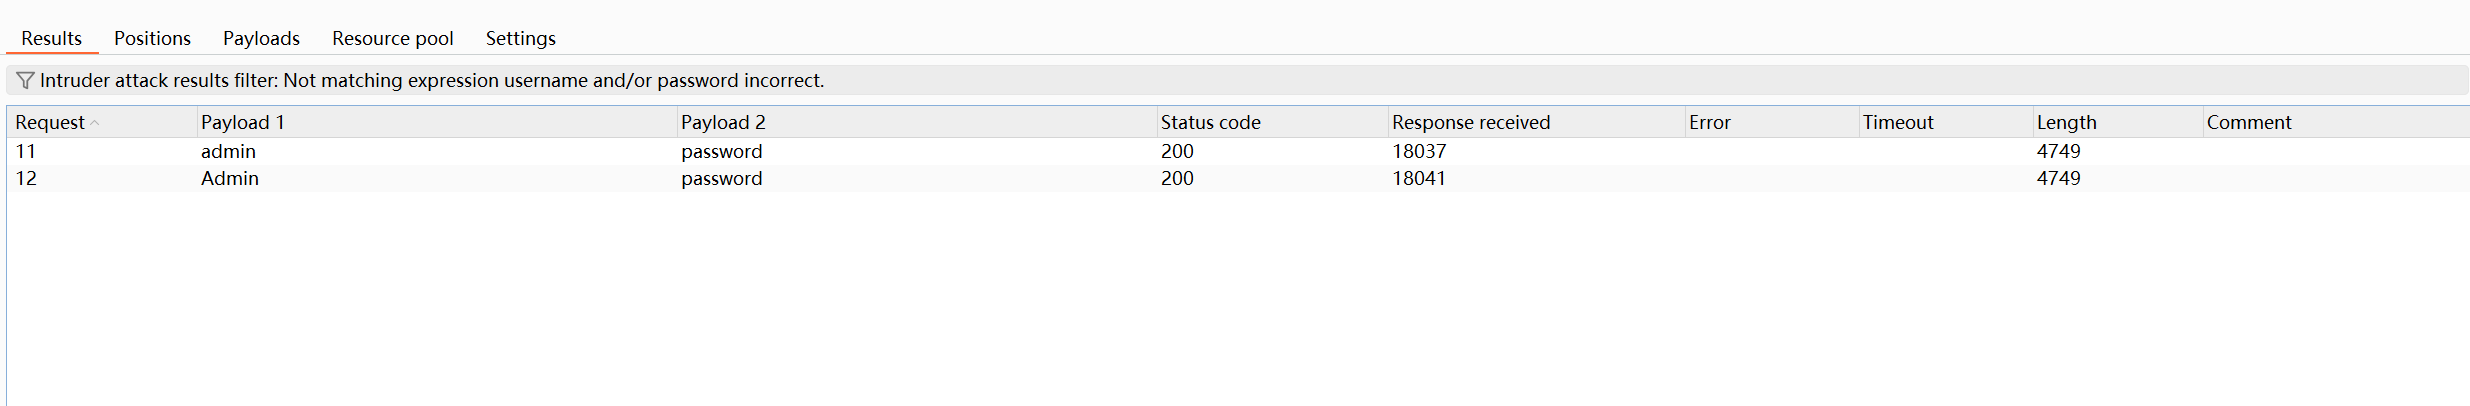 Results Positions Payloads Resource pool Settings
Intruder attack results filter: Not matching expression username and/or password incorrect.
Request Payload 1 Payload 2 Status code Response received Error Timeout Length Comment
11 admin password 200 18037 4749
12 Admin password 200 18041 4749